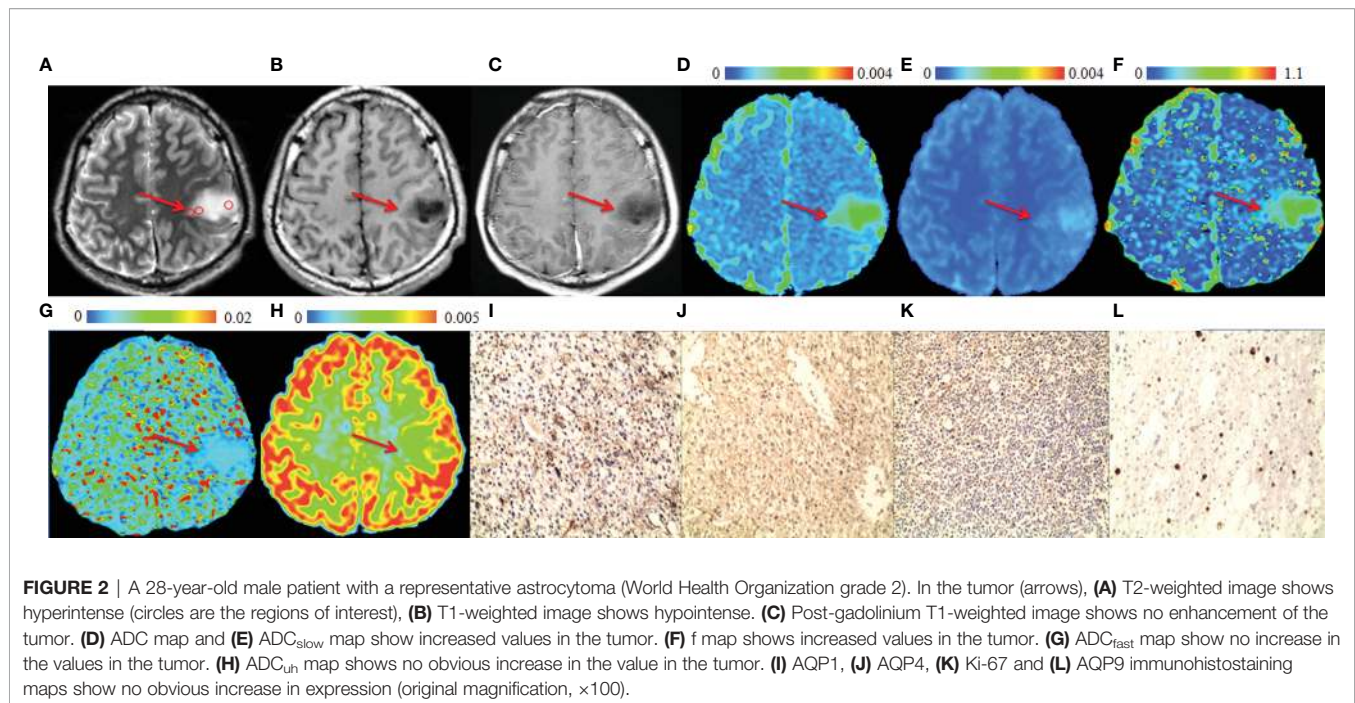 A B C D E F
0 0.004 0 0.004 0 1.1
G H I J K L
0 0.02 0 0.005
FIGURE 2 | A 28-year-old male patient with a representative astrocytoma (World Health Organization grade 2). In the tumor (arrows), (A) T2-weighted image shows
hyperintense (circles are the regions of interest), (B) T1-weighted image shows hypointense. (C) Post-gadolinium T1-weighted image shows no enhancement of the
tumor. (D) ADC map and (E) ADCslow map show increased values in the tumor. (F) f map shows increased values in the tumor. (G) ADCfast map show no increase in
the values in the tumor. (H) ADCuh map shows no obvious increase in the value in the tumor. (I) AQP1, (J) AQP4, (K) Ki-67 and (L) AQP9 immunohistostaining
maps show no obvious increase in expression (original magnification, ×100).